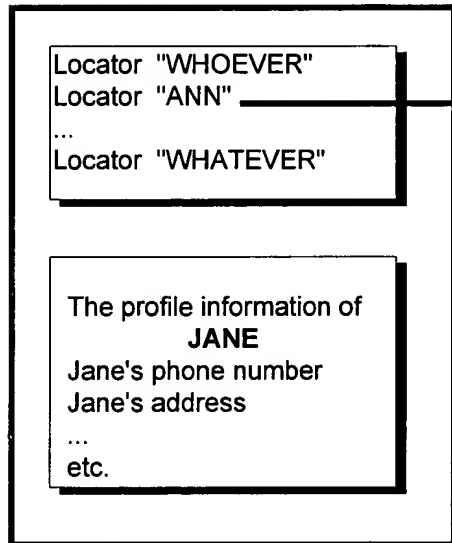 Locator "WHOEVER"
Locator "ANN"
...
Locator "WHATEVER"
The profile information of
JANE
Jane's phone number
Jane's address
...
etc.